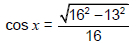 cos x = √(16² − 13²) / 16